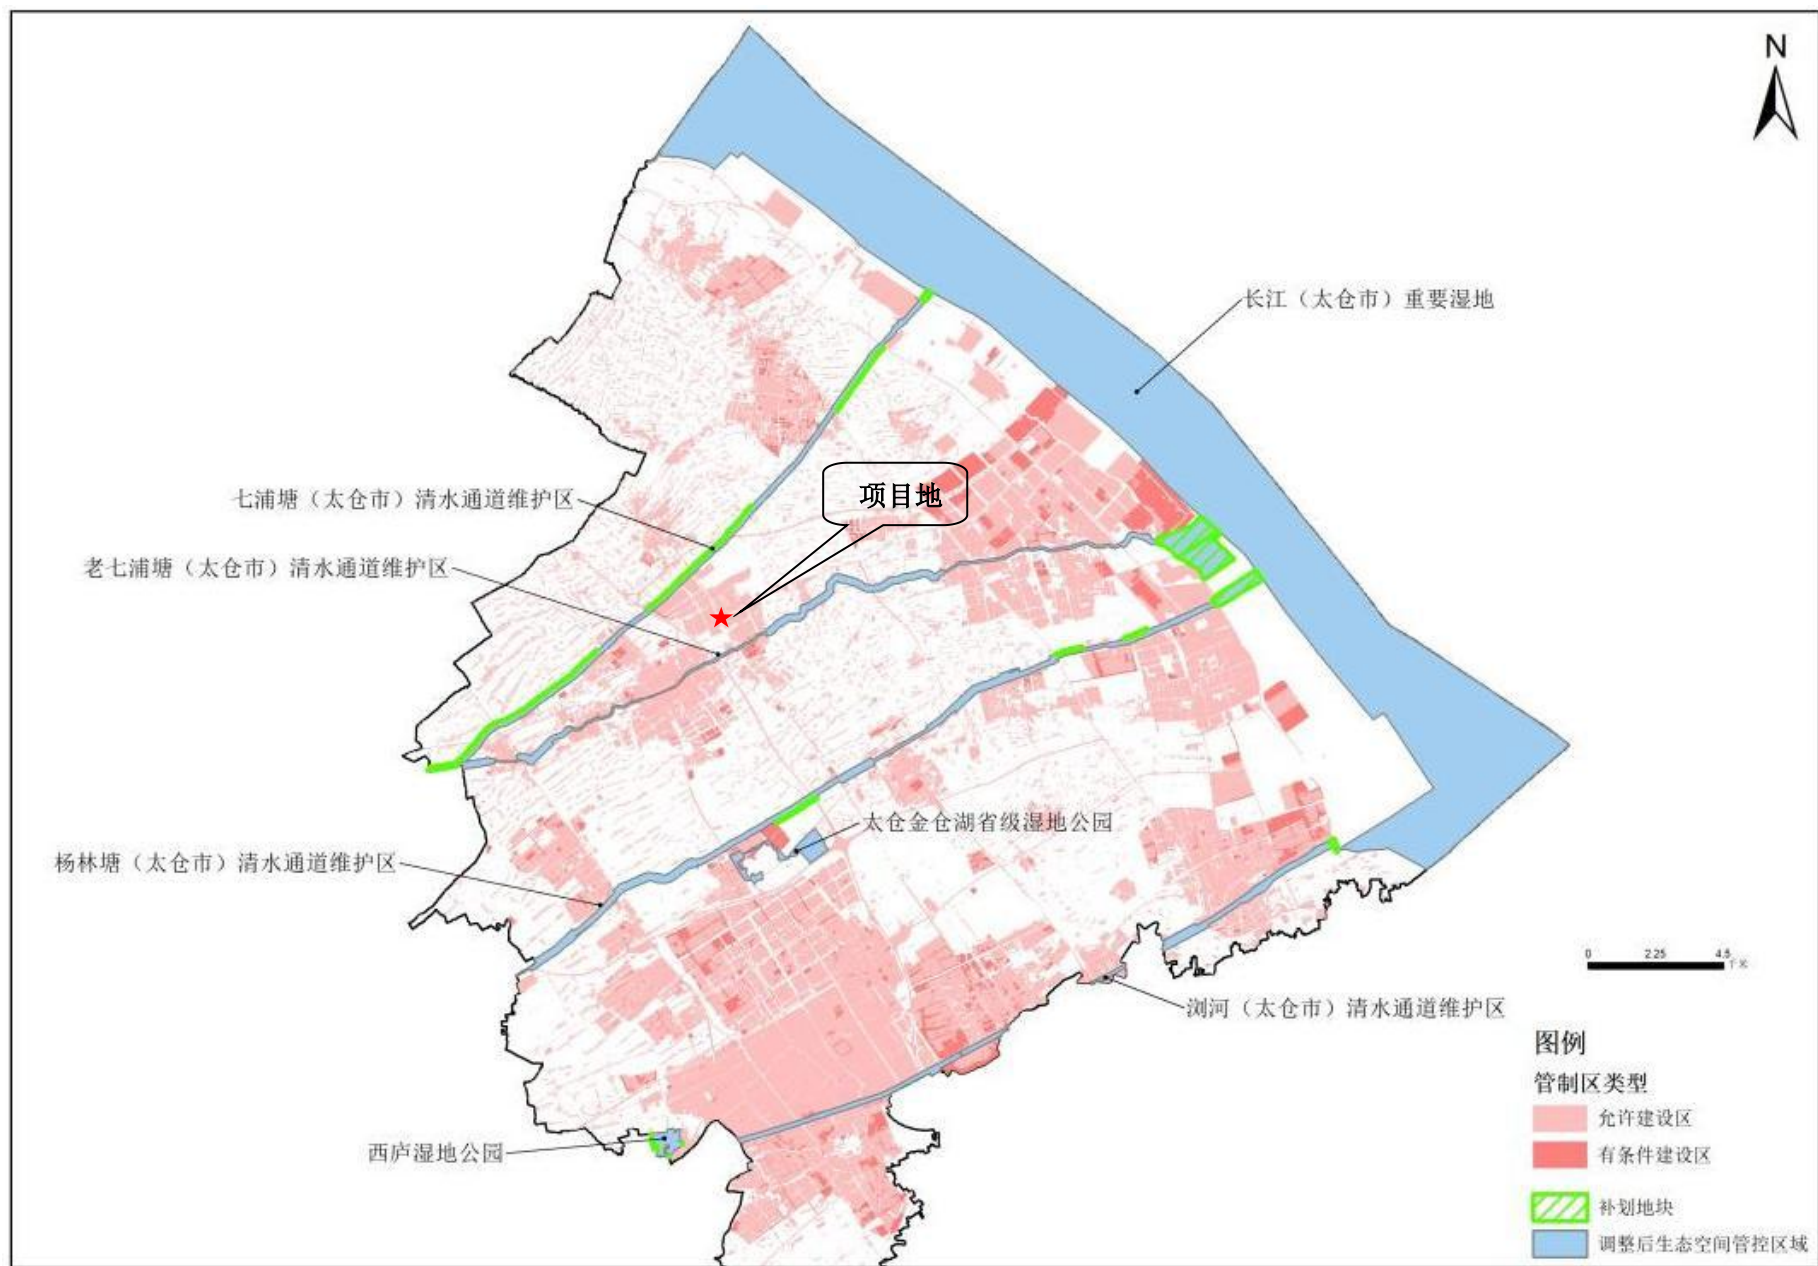 N
长江（太仓市）重要湿地
七浦塘（太仓市）清水通道维护区
项目地
老七浦塘（太仓市）清水通道维护区
太仓金仓湖省级湿地公园
杨林塘（太仓市）清水通道维护区
0 2.25 4.5 千米
浏河（太仓市）清水通道维护区
西庐湿地公园
图例
管制区类型
允许建设区
有条件建设区
补划地块
调整后生态空间管控区域